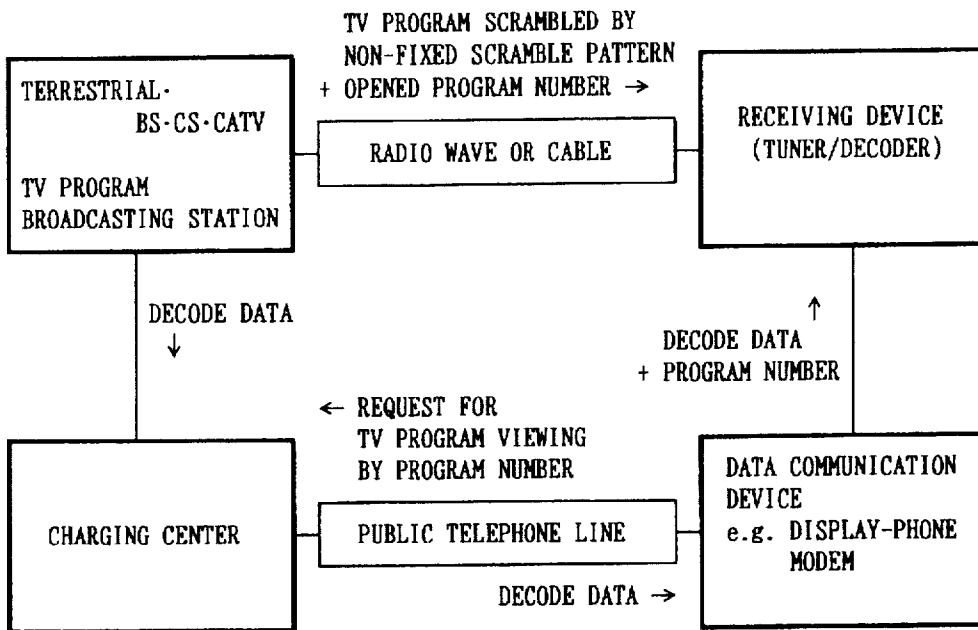 TV PROGRAM SCRAMBLED BY
NON-FIXED SCRAMBLE PATTERN
+ OPENED PROGRAM NUMBER →
TERRESTRIAL·
BS·CS·CATV
TV PROGRAM
BROADCASTING STATION
RADIO WAVE OR CABLE
RECEIVING DEVICE
(TUNER/DECODER)
DECODE DATA
↓
↑
DECODE DATA
+ PROGRAM NUMBER
← REQUEST FOR
TV PROGRAM VIEWING
BY PROGRAM NUMBER
CHARGING CENTER
PUBLIC TELEPHONE LINE
DATA COMMUNICATION
DEVICE
e.g. DISPLAY-PHONE
MODEM
DECODE DATA →